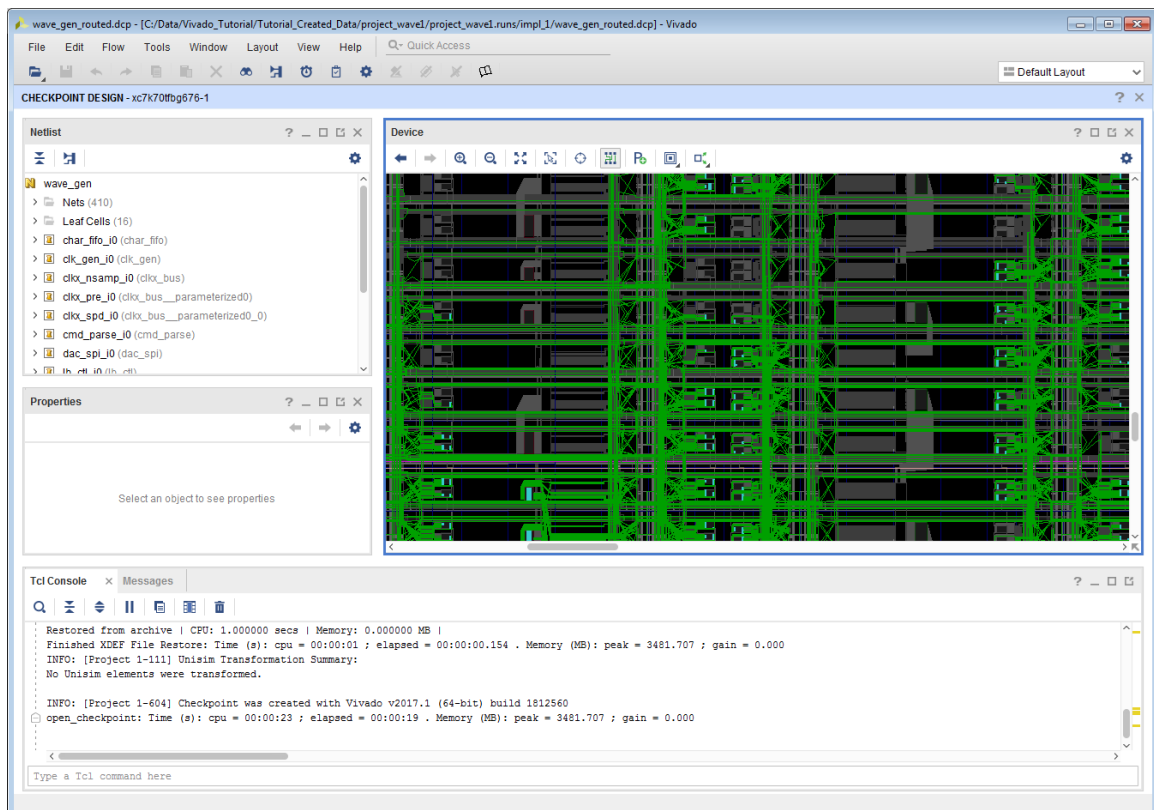 wave_gen_routed.dcp - [C:/Data/Vivado_Tutorial/Tutorial_Created_Data/project_wave1/project_wave1.runs/impl_1/wave_gen_routed.dcp] - Vivado
File Edit Flow Tools Window Layout View Help Quick Access
Default Layout
CHECKPOINT DESIGN - xc7k70tfbg676-1
Netlist
wave_gen
Nets (410)
Leaf Cells (16)
char_fifo_i0 (char_fifo)
clk_gen_i0 (clk_gen)
clkx_nsamp_i0 (clkx_bus)
clkx_pre_i0 (clkx_bus__parameterized0)
clkx_spd_i0 (clkx_bus__parameterized0_0)
cmd_parse_i0 (cmd_parse)
dac_spi_i0 (dac_spi)
lb_ctl_i0 (lb_ctl)
Device
Properties
Select an object to see properties
Tcl Console Messages
Restored from archive | CPU: 1.000000 secs | Memory: 0.000000 MB |
Finished XDEF File Restore: Time (s): cpu = 00:00:01 ; elapsed = 00:00:00.154 . Memory (MB): peak = 3481.707 ; gain = 0.000
INFO: [Project 1-111] Unisim Transformation Summary:
No Unisim elements were transformed.
INFO: [Project 1-604] Checkpoint was created with Vivado v2017.1 (64-bit) build 1812560
open_checkpoint: Time (s): cpu = 00:00:23 ; elapsed = 00:00:19 . Memory (MB): peak = 3481.707 ; gain = 0.000
Type a Tcl command here